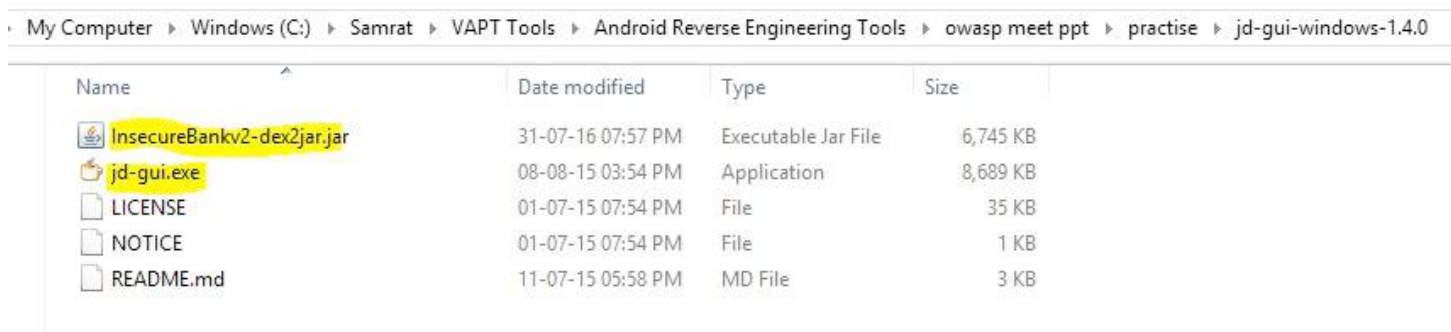 My Computer Windows (C:) Samrat VAPT Tools Android Reverse Engineering Tools owasp meet ppt practise jd-gui-windows-1.4.0
Name Date modified Type Size
InsecureBankv2-dex2jar.jar 31-07-16 07:57 PM Executable Jar File 6,745 KB
jd-gui.exe 08-08-15 03:54 PM Application 8,689 KB
LICENSE 01-07-15 07:54 PM File 35 KB
NOTICE 01-07-15 07:54 PM File 1 KB
README.md 11-07-15 05:58 PM MD File 3 KB